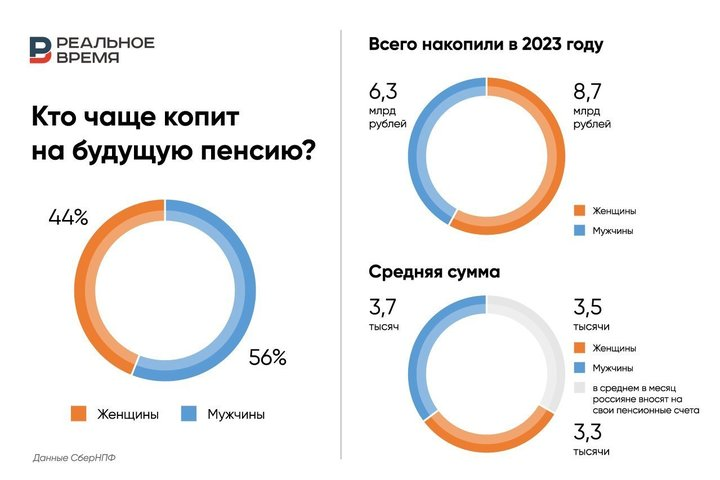 РЕАЛЬНОЕ
ВРЕМЯ
Кто чаще копит
на будущую пенсию?
44%
56%
Женщины
Мужчины
Данные СберНПФ
Всего накопили в 2023 году
6,3
млрд
рублей
8,7
млрд
рублей
Женщины
Мужчины
Средняя сумма
3,7
тысяч
3,5
тысячи
Женщины
Мужчины
в среднем в месяц
россияне вносят на
свои пенсионные счета
3,3
тысячи